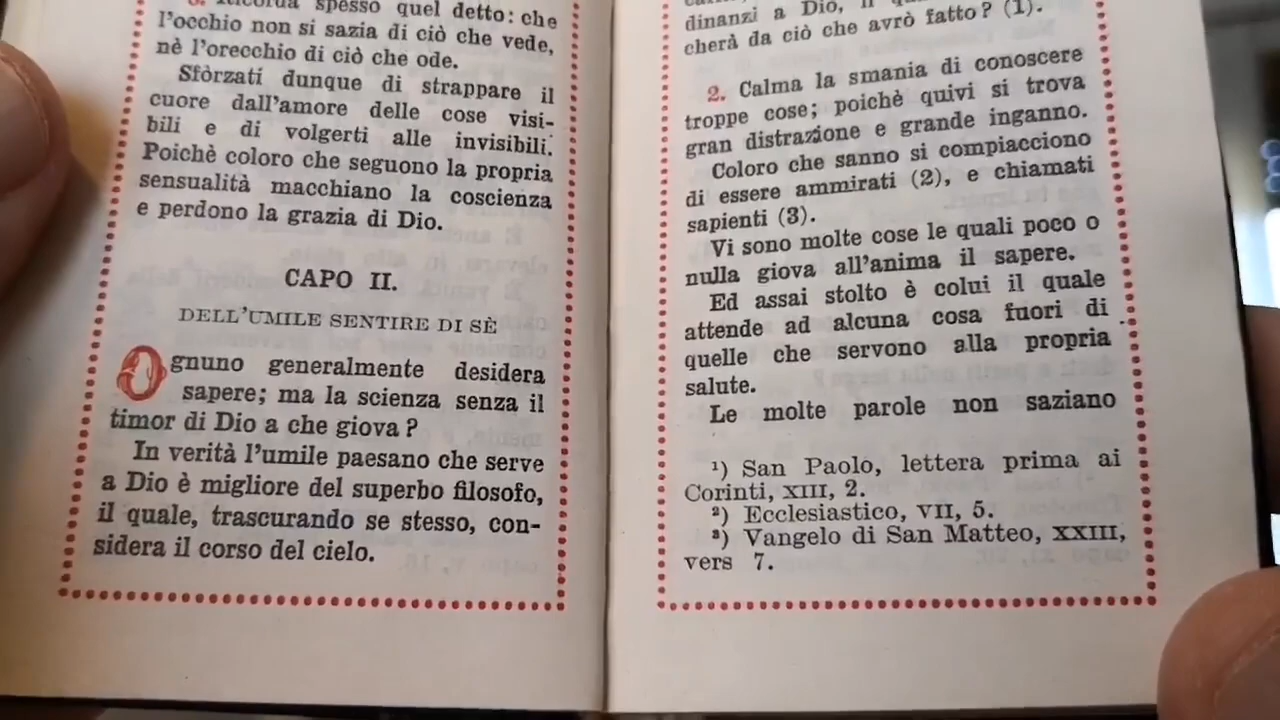 spesso quel detto: che
l'occhio non si sazia di ciò che vede,
nè l'orecchio di ciò che ode.
Sfòrzati dunque di strappare il
cuore dall'amore delle cose visi-
bili e di volgerti alle invisibili.
Poichè coloro che seguono la propria
sensualità macchiano la coscienza
e perdono la grazia di Dio.
CAPO II.
DELL'UMILE SENTIRE DI SÈ
Ognuno generalmente desidera
sapere; ma la scienza senza il
timor di Dio a che giova?
In verità l'umile paesano che serve
a Dio è migliore del superbo filosofo,
il quale, trascurando se stesso, con-
sidera il corso del cielo.
dinanzi a Dio, il
cherà da ciò che avrò fatto? (1).
2. Calma la smania di conoscere
troppe cose; poichè quivi si trova
gran distrazione e grande inganno.
Coloro che sanno si compiacciono
di essere ammirati (2), e chiamati
sapienti (3).
Vi sono molte cose le quali poco o
nulla giova all'anima il sapere.
Ed assai stolto è colui il quale
attende ad alcuna cosa fuori di
quelle che servono alla propria
salute.
Le molte parole non saziano
¹) San Paolo, lettera prima ai
Corinti, XIII, 2.
²) Ecclesiastico, VII, 5.
³) Vangelo di San Matteo, XXIII,
vers 7.